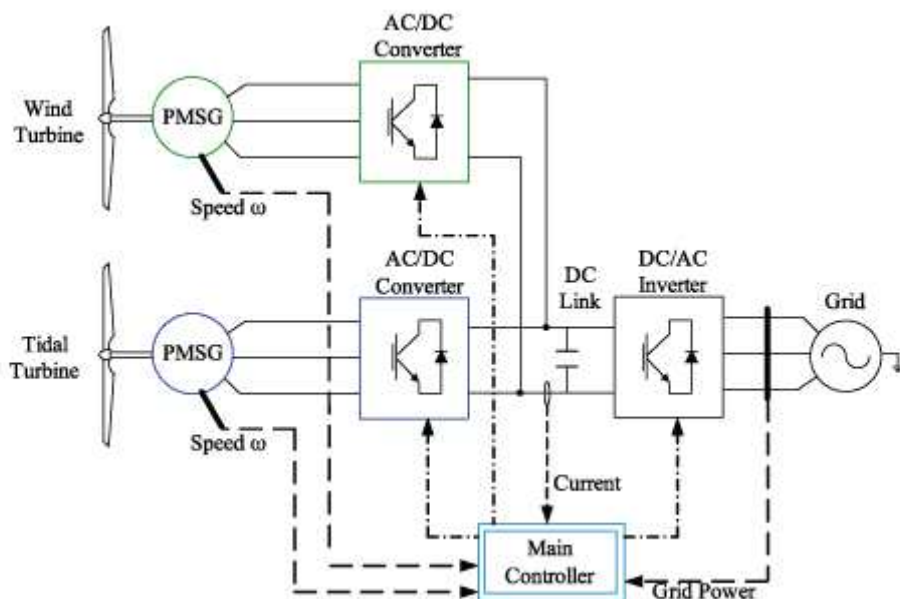 AC/DC
Converter
Wind
Turbine
PMSG
Speed ω
AC/DC
Converter
DC
Link
DC/AC
Inverter
Grid
Tidal
Turbine
PMSG
Speed ω
Current
Main
Controller
Grid Power